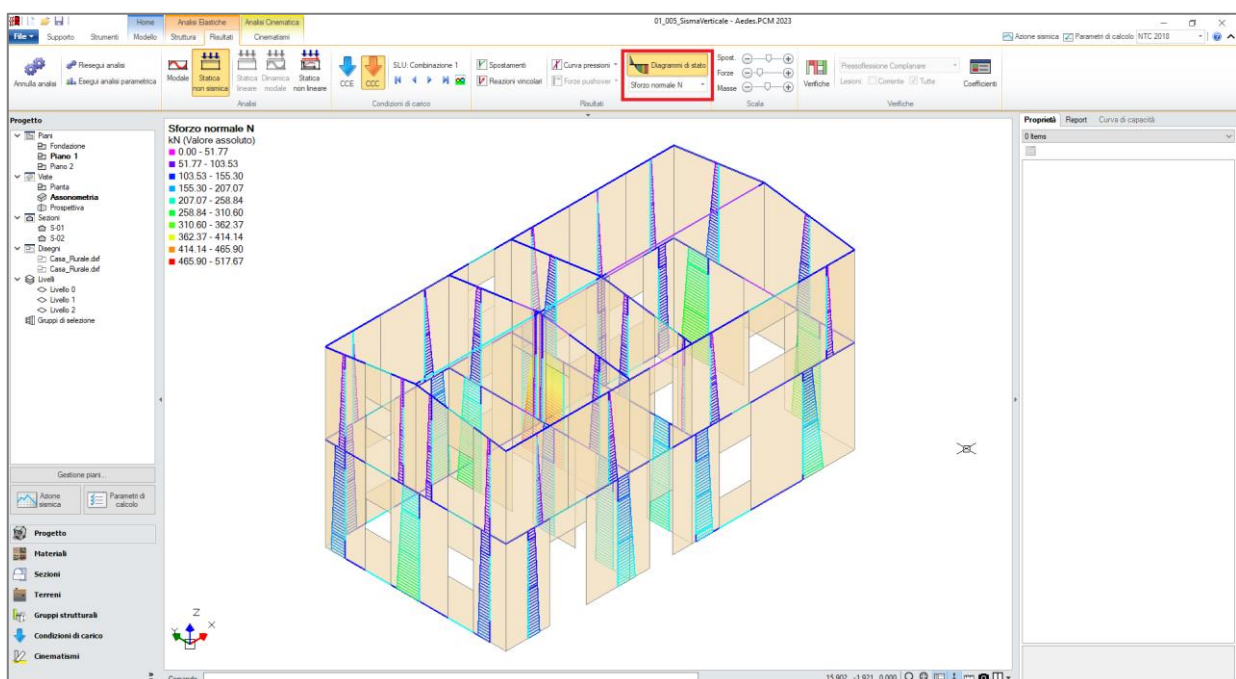 Home
Analisi Elastiche
Analisi Cinematica
01_005_SismaVerticale - Aedes.PCM 2023
File
Supporto
Strumenti
Modello
Struttura
Risultati
Cinematismi
Azione sismica
Parametri di calcolo
NTC 2018
Annulla analisi
Riesegui analisi
Esegui analisi parametrica
Modale
Statica non sismica
Statica lineare
Dinamica modale
Statica non lineare
Analisi
CCE
CCC
SLU: Combinazione 1
Condizioni di carico
Spostamenti
Reazioni vincolari
Curva pressioni
Forze pushover
Diagrammi di stato
Sforzo normale N
Risultati
Spost.
Forze
Masse
Scala
Verifiche
Pressoflessione Complanare
Lesioni:
Corrente
Tutte
Coefficienti
Verifiche
Progetto
Piani
Fondazione
Piano 1
Piano 2
Viste
Pianta
Assonometria
Prospettiva
Sezioni
S-01
S-02
Disegni
Casa_Rurale.dxf
Casa_Rurale.dxf
Livelli
Livello 0
Livello 1
Livello 2
Gruppi di selezione
Gestione piani...
Azione sismica
Parametri di calcolo
Progetto
Materiali
Sezioni
Terreni
Gruppi strutturali
Condizioni di carico
Cinematismi
Sforzo normale N
kN (Valore assoluto)
0.00 - 51.77
51.77 - 103.53
103.53 - 155.30
155.30 - 207.07
207.07 - 258.84
258.84 - 310.60
310.60 - 362.37
362.37 - 414.14
414.14 - 465.90
465.90 - 517.67
Z
X
Y
Proprietà
Report
Curva di capacità
0 Items
Comando
15.902, -1.921, 0.000